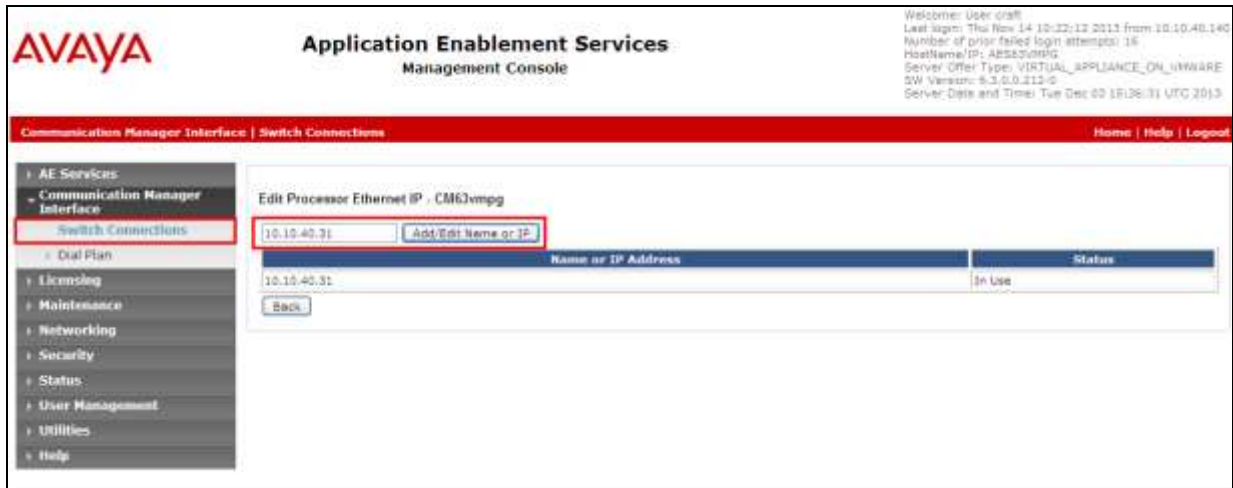 AVAYA
Application Enablement Services
Management Console
Welcome: User craft
Last login: Thu Nov 14 10:22:12 2013 from 10.10.40.140
Number of prior failed login attempts: 16
HostName/IP: AES63VMPG
Server Offer Type: VIRTUAL_APPLIANCE_ON_VMWARE
SW Version: 6.3.0.0.212-0
Server Date and Time: Tue Dec 03 16:36:31 UTC 2013
Communication Manager Interface | Switch Connections
Home | Help | Logout
AE Services
Communication Manager
Interface
Switch Connections
Dial Plan
Licensing
Maintenance
Networking
Security
Status
User Management
Utilities
Help
Edit Processor Ethernet IP - CM63vmpg
10.10.40.31
Add/Edit Name or IP
Name or IP Address
Status
10.10.40.31
In Use
Back